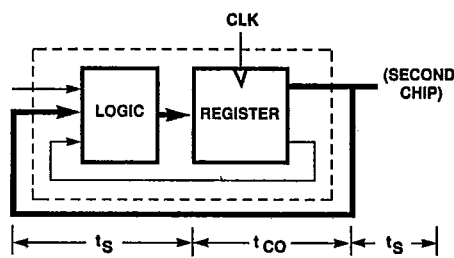 CLK
(SECOND
CHIP)
LOGIC
REGISTER
tS
tCO
tS